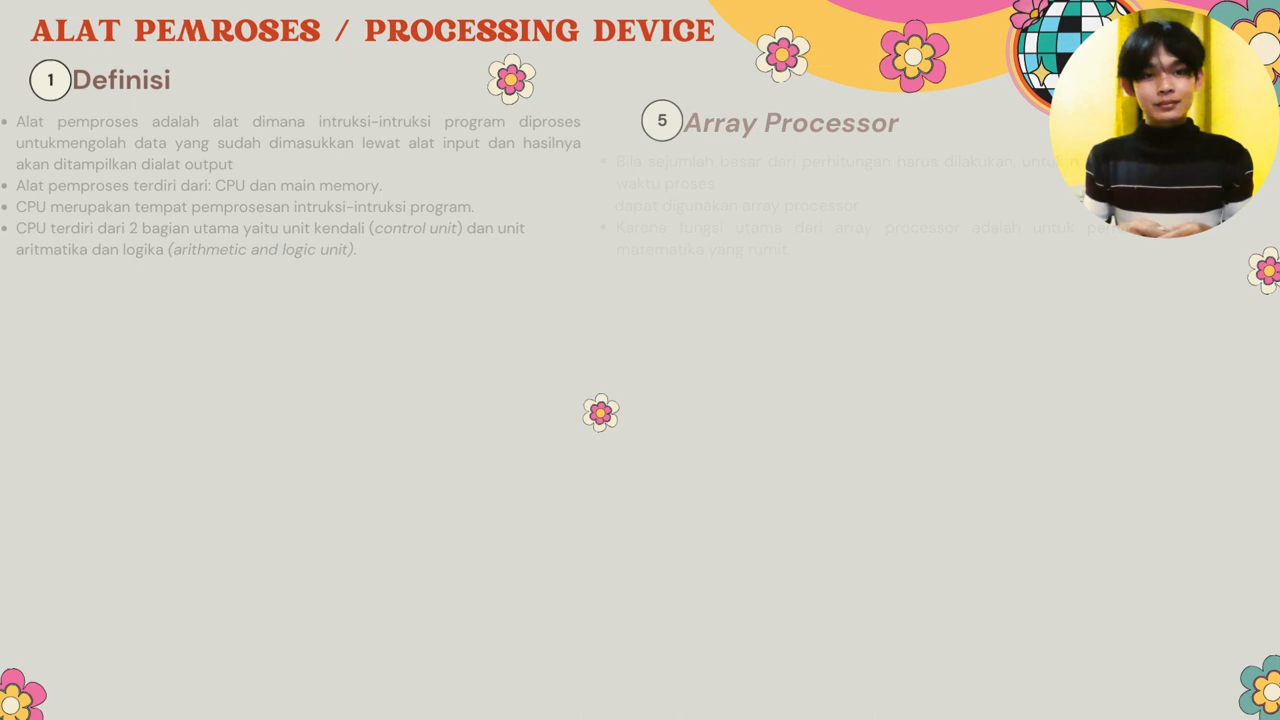 ALAT PEMROSES / PROCESSING DEVICE
1 Definisi
Alat pemproses adalah alat dimana intruksi-intruksi program diproses
untukmengolah data yang sudah dimasukkan lewat alat input dan hasilnya
akan ditampilkan dialat output
Alat pemproses terdiri dari: CPU dan main memory.
CPU merupakan tempat pemprosesan intruksi-intruksi program.
CPU terdiri dari 2 bagian utama yaitu unit kendali (control unit) dan unit
aritmatika dan logika (arithmetic and logic unit).
5 Array Processor
Bila sejumlah besar dari perhitungan harus dilakukan, untuk
waktu proses,
dapat digunakan array processor
Karena fungsi utama dari array processor adalah untuk
matematika yang rumit.